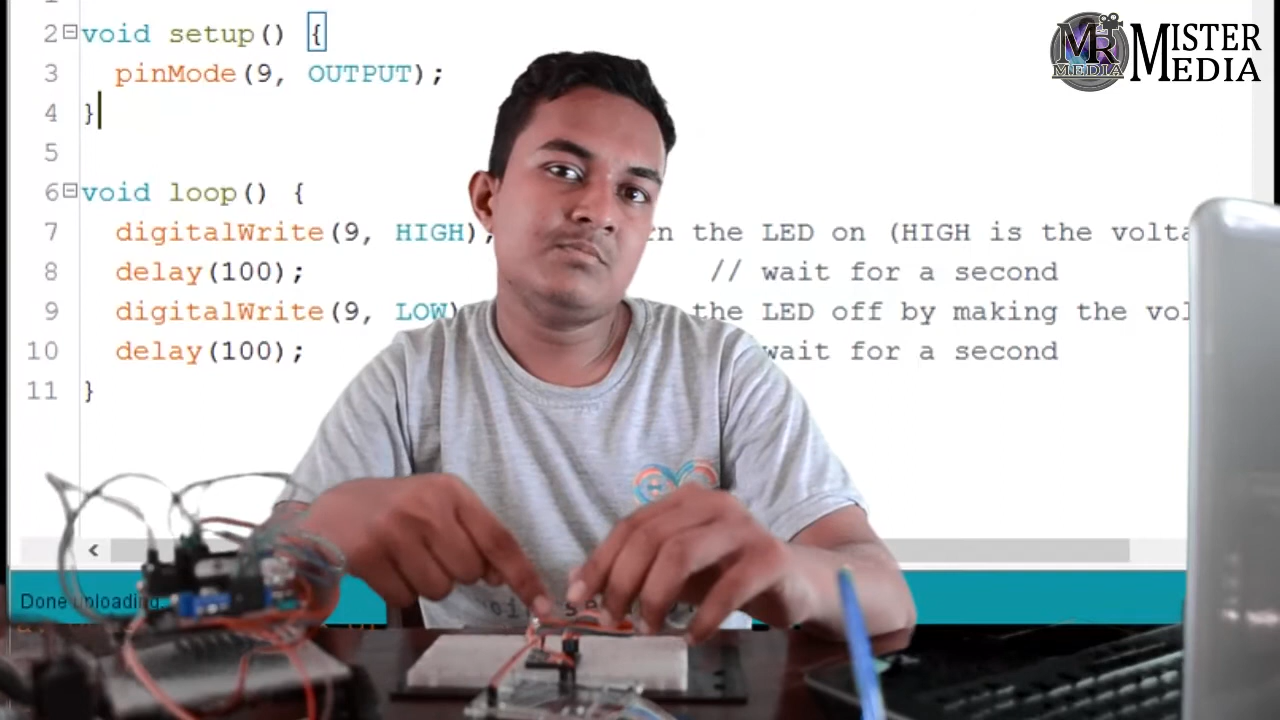 MISTER
MR MEDIA
MEDIA
2 void setup() {
3 pinMode(9, OUTPUT);
4 }
5
6 void loop() {
7 digitalWrite(9, HIGH); the LED on (HIGH is the
8 delay(100); // wait for a second
9 digitalWrite(9, LOW) the LED off by making the
10 delay(100); wait for a second
11 }
Done uploading.